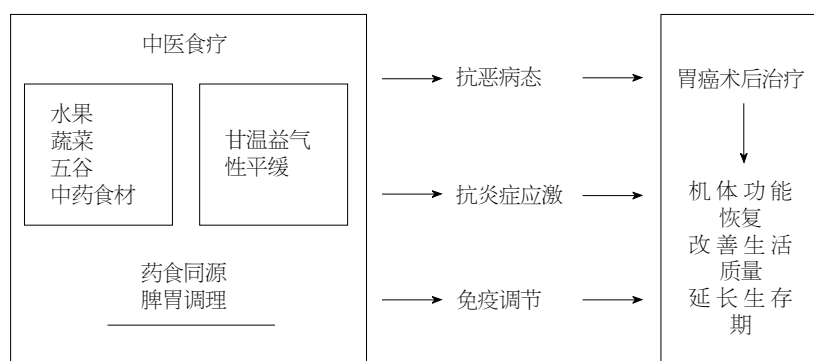 中医食疗
水果
蔬菜
五谷
中药食材
甘温益气
性平缓
药食同源
脾胃调理
抗恶病态
抗炎症应激
免疫调节
胃癌术后治疗
机体功能
恢复
改善生活
质量
延长生存
期